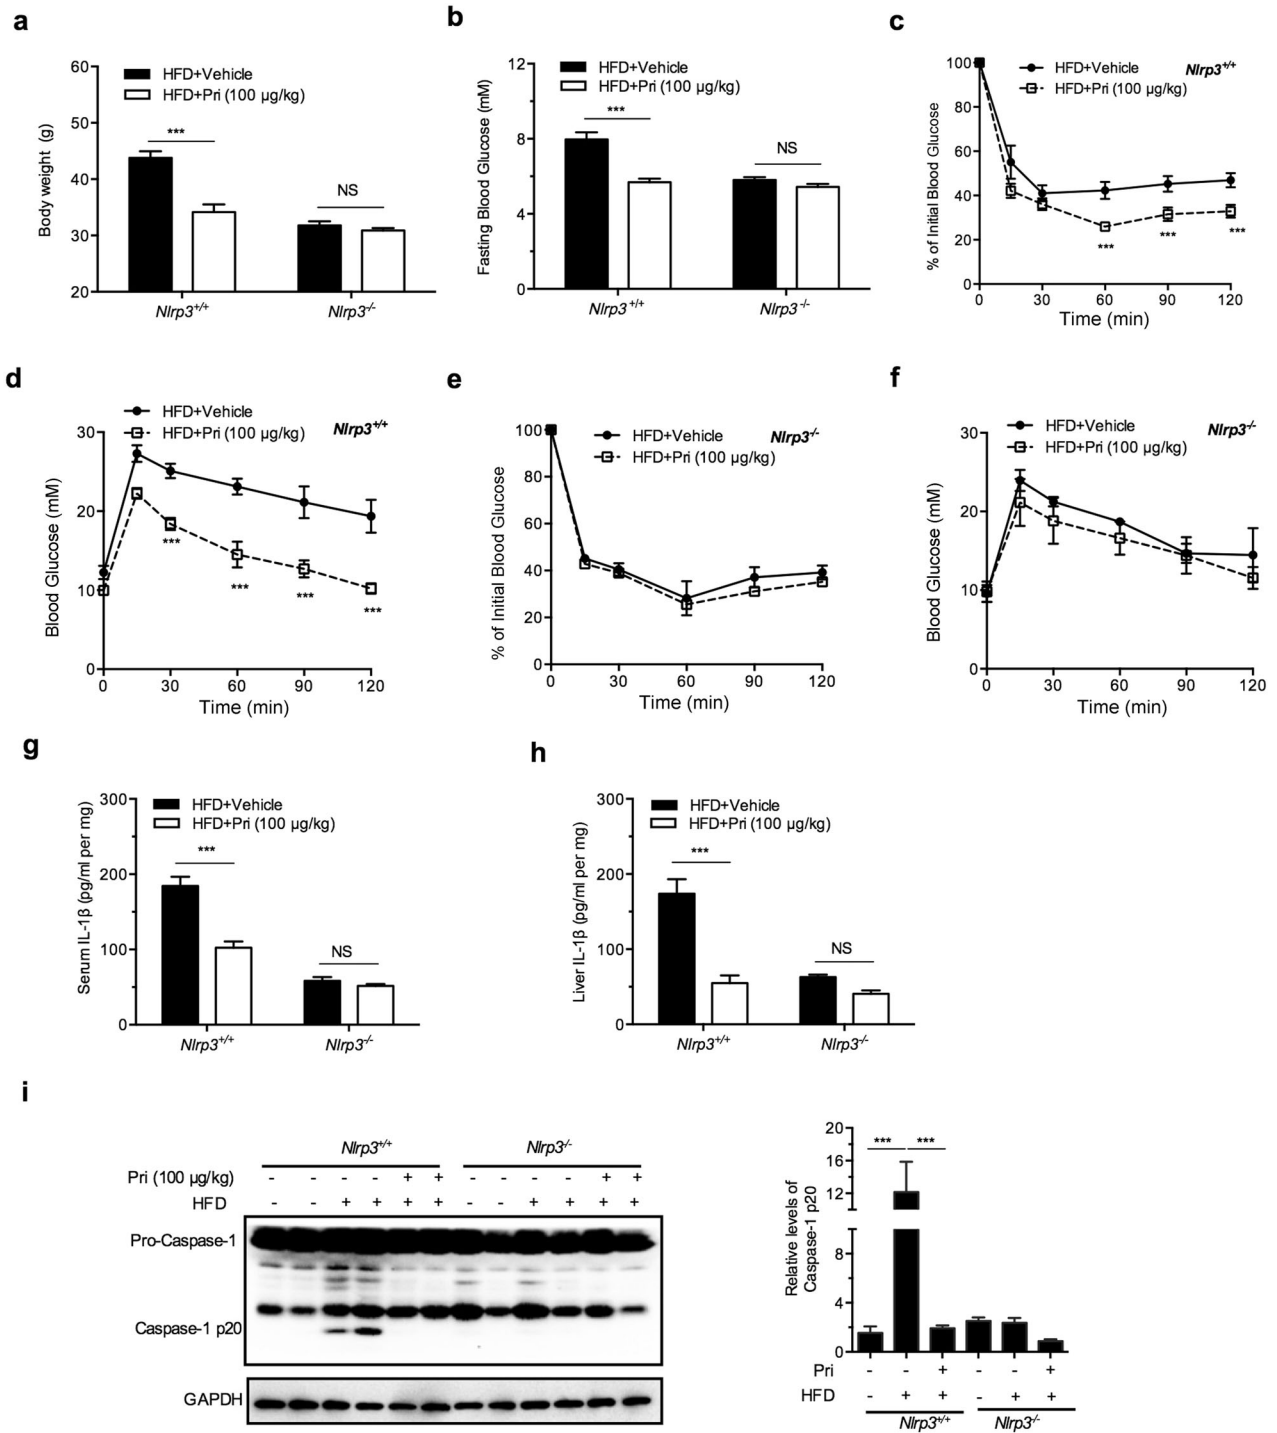 a
60
50
40
30
20
Body weight (g)
HFD+Vehicle
HFD+Pri (100 µg/kg)
***
NS
Nlrp3+/+
Nlrp3-/-
b
12
8
4
0
Fasting Blood Glucose (mM)
HFD+Vehicle
HFD+Pri (100 µg/kg)
***
NS
Nlrp3+/+
Nlrp3-/-
c
100
80
60
40
20
0
% of Initial Blood Glucose
HFD+Vehicle
HFD+Pri (100 µg/kg)
Nlrp3+/+
*** *** ***
0 30 60 90 120
Time (min)
d
30
20
10
0
Blood Glucose (mM)
HFD+Vehicle
HFD+Pri (100 µg/kg)
Nlrp3+/+
*** *** *** ***
0 30 60 90 120
Time (min)
e
100
80
60
40
20
0
% of Initial Blood Glucose
HFD+Vehicle
HFD+Pri (100 µg/kg)
Nlrp3-/-
0 30 60 90 120
Time (min)
f
30
20
10
0
Blood Glucose (mM)
HFD+Vehicle
HFD+Pri (100 µg/kg)
Nlrp3-/-
0 30 60 90 120
Time (min)
g
300
200
100
0
Serum IL-1β (pg/ml per mg)
HFD+Vehicle
HFD+Pri (100 µg/kg)
***
NS
Nlrp3+/+
Nlrp3-/-
h
300
200
100
0
Liver IL-1β (pg/ml per mg)
HFD+Vehicle
HFD+Pri (100 µg/kg)
***
NS
Nlrp3+/+
Nlrp3-/-
i
Nlrp3+/+ Nlrp3-/-
Pri (100 µg/kg) - - - - + + - - - - + +
HFD - - + + + + - - + + + +
Pro-Caspase-1
Caspase-1 p20
GAPDH
20
16
12
8
4
0
Relative levels of
Caspase-1 p20
*** ***
Pri - - + - - +
HFD - + + - + +
Nlrp3+/+ Nlrp3-/-